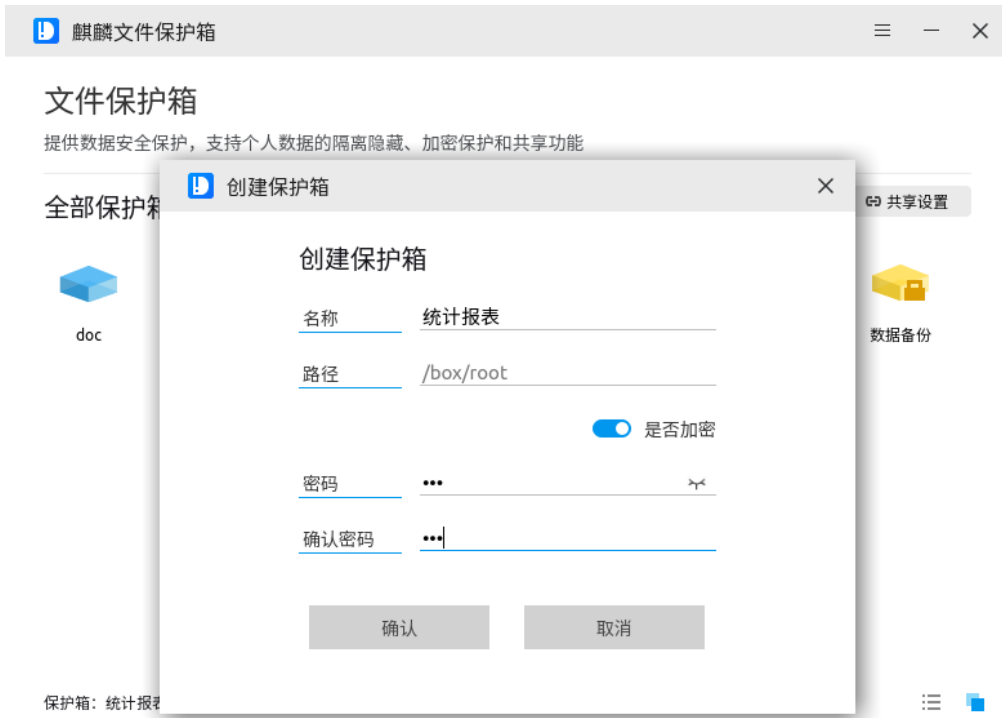 麒麟文件保护箱
文件保护箱
提供数据安全保护，支持个人数据的隔离隐藏、加密保护和共享功能
全部保护
共享设置
doc
数据备份
创建保护箱
创建保护箱
名称 统计报表
路径 /box/root
是否加密
密码 •••
确认密码 •••
确认 取消
保护箱：统计报表